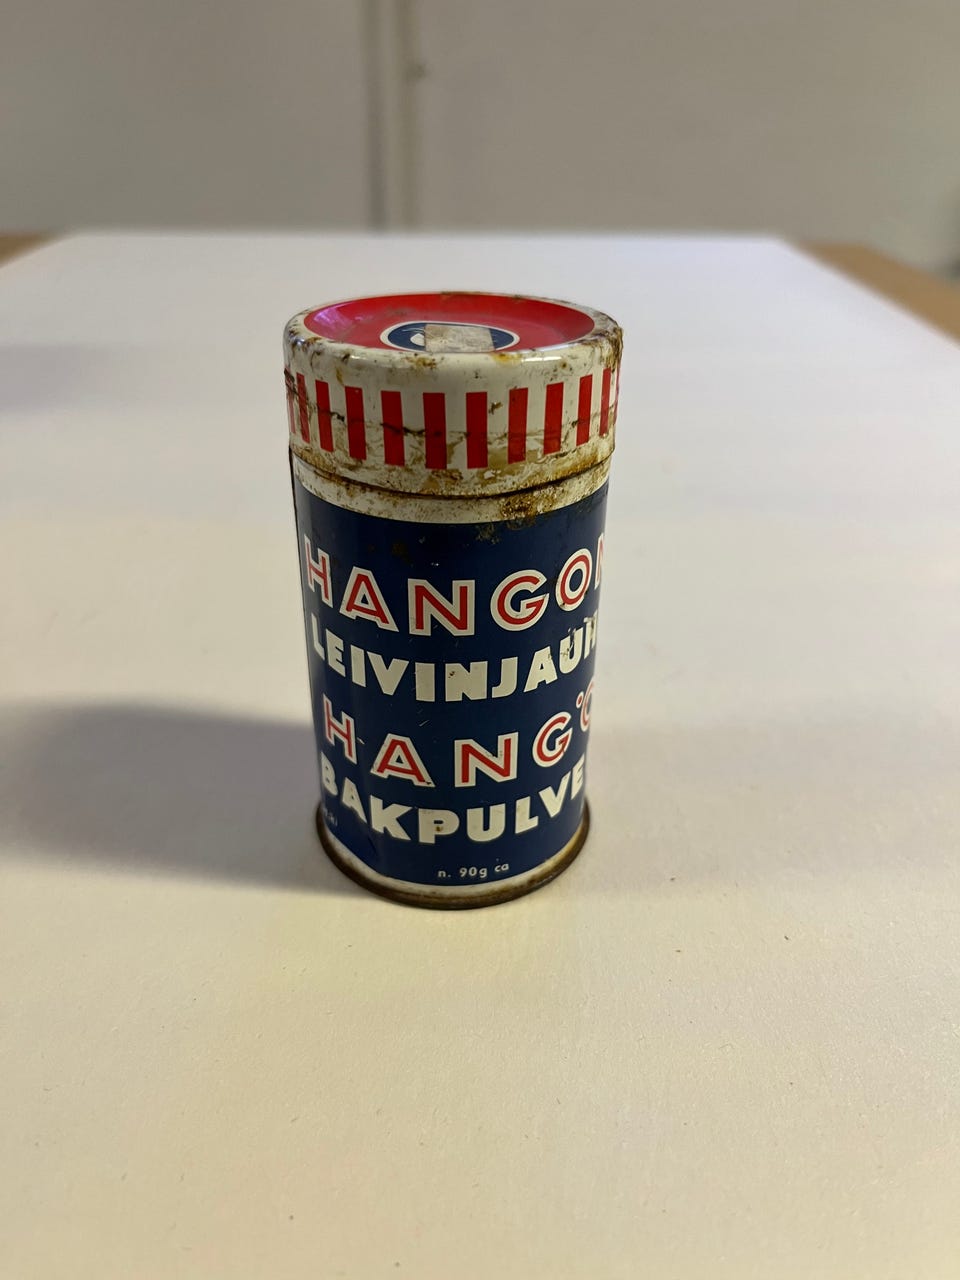 HANGON
LEIVINJAUH
HANGÖ
BAKPULVE
n. 90g ca